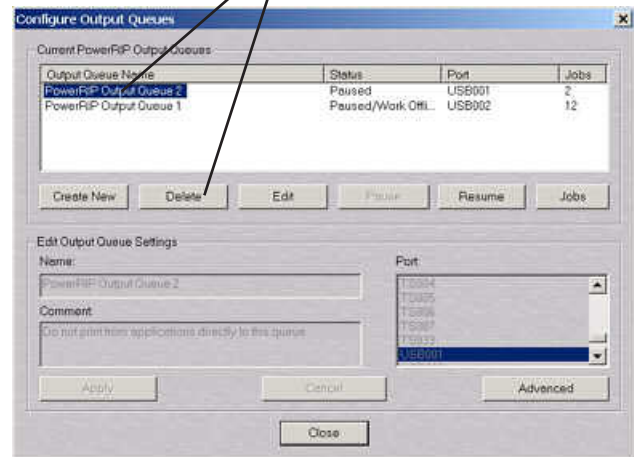 Configure Output Queues
Current PowerRIP Output Queues
Output Queue Name Status Port Jobs
PowerRIP Output Queue 2 Paused USB001 2
PowerRIP Output Queue 1 Paused/Work Offli... USB002 12
Create New Delete Edit Pause Resume Jobs
Edit Output Queue Settings
Name: Port
PowerRIP Output Queue 2
TS004
TS005
TS006
TS007
Comment
Do not print from applications directly to this queue
USB001
Apply Cancel Advanced
Close